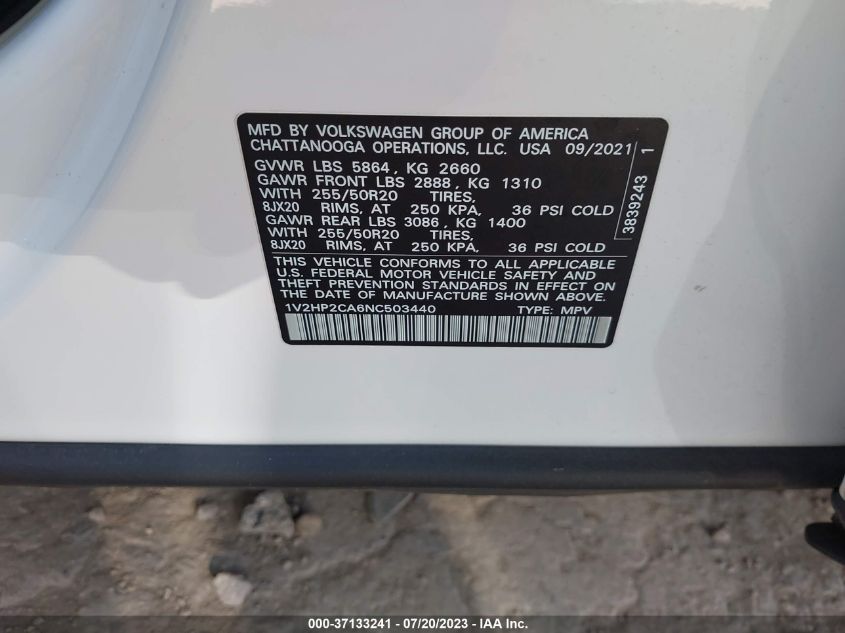 MFD BY VOLKSWAGEN GROUP OF AMERICA
CHATTANOOGA OPERATIONS, LLC. USA 09/2021
GVWR LBS 5864, KG 2660
GAWR FRONT LBS 2888, KG 1310
WITH 255/50R20 TIRES,
8JX20 RIMS, AT 250 KPA, 36 PSI COLD
GAWR REAR LBS 3086, KG 1400
WITH 255/50R20 TIRES,
8JX20 RIMS, AT 250 KPA, 36 PSI COLD
THIS VEHICLE CONFORMS TO ALL APPLICABLE
U.S. FEDERAL MOTOR VEHICLE SAFETY AND
THEFT PREVENTION STANDARDS IN EFFECT ON
THE DATE OF MANUFACTURE SHOWN ABOVE.
1V2HP2CA6NC503440 TYPE: MPV
3839243 1
000-37133241 - 07/20/2023 - IAA Inc.